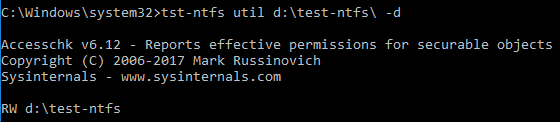 C:\Windows\system32>tst-ntfs util d:\test-ntfs\ -d
Accesschk v6.12 - Reports effective permissions for securable objects
Copyright (C) 2006-2017 Mark Russinovich
Sysinternals - www.sysinternals.com
RW d:\test-ntfs